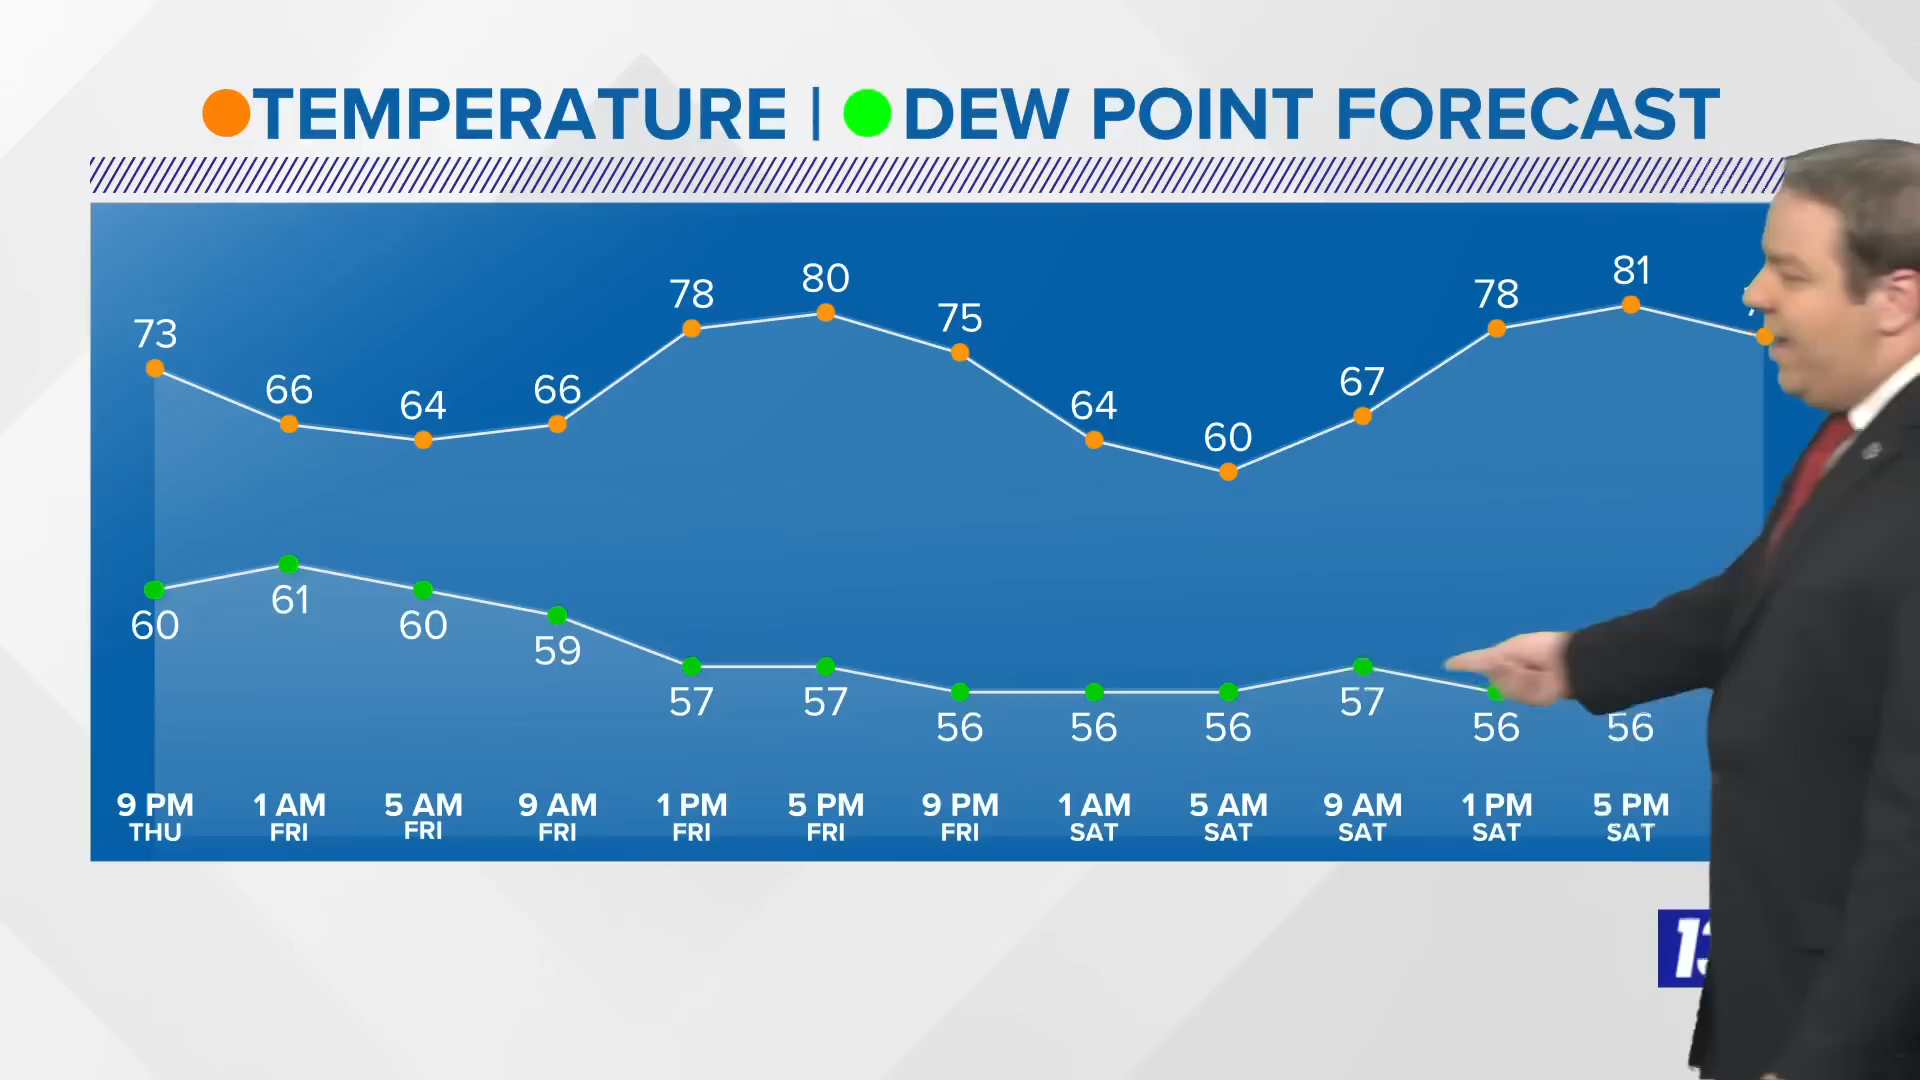 TEMPERATURE | DEW POINT FORECAST
73 66 64 66 78 80 75 64 60 67 78 81
60 61 60 59 57 57 56 56 56 57 56 56
9 PM 1 AM 5 AM 9 AM 1 PM 5 PM 9 PM 1 AM 5 AM 9 AM 1 PM 5 PM
THU FRI FRI FRI FRI FRI FRI SAT SAT SAT SAT SAT
13